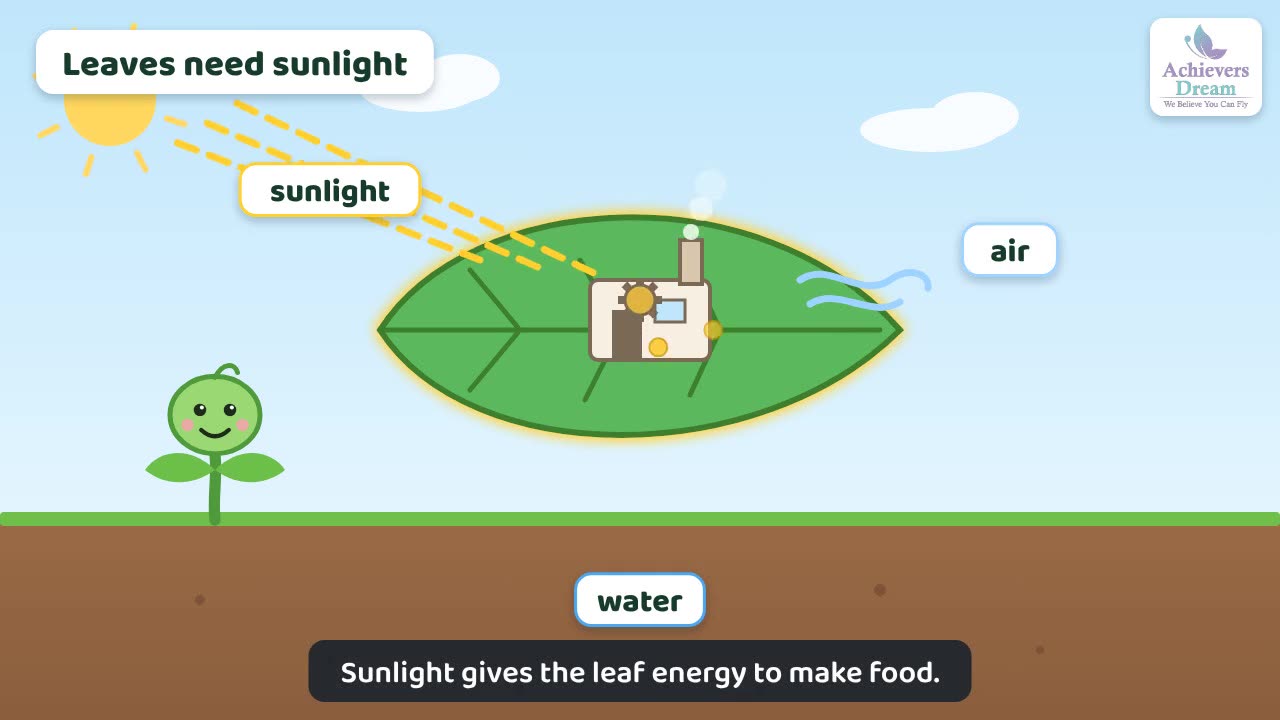 Leaves need sunlight
Achievers
Dream
We Believe You Can Fly
sunlight
air
water
Sunlight gives the leaf energy to make food.